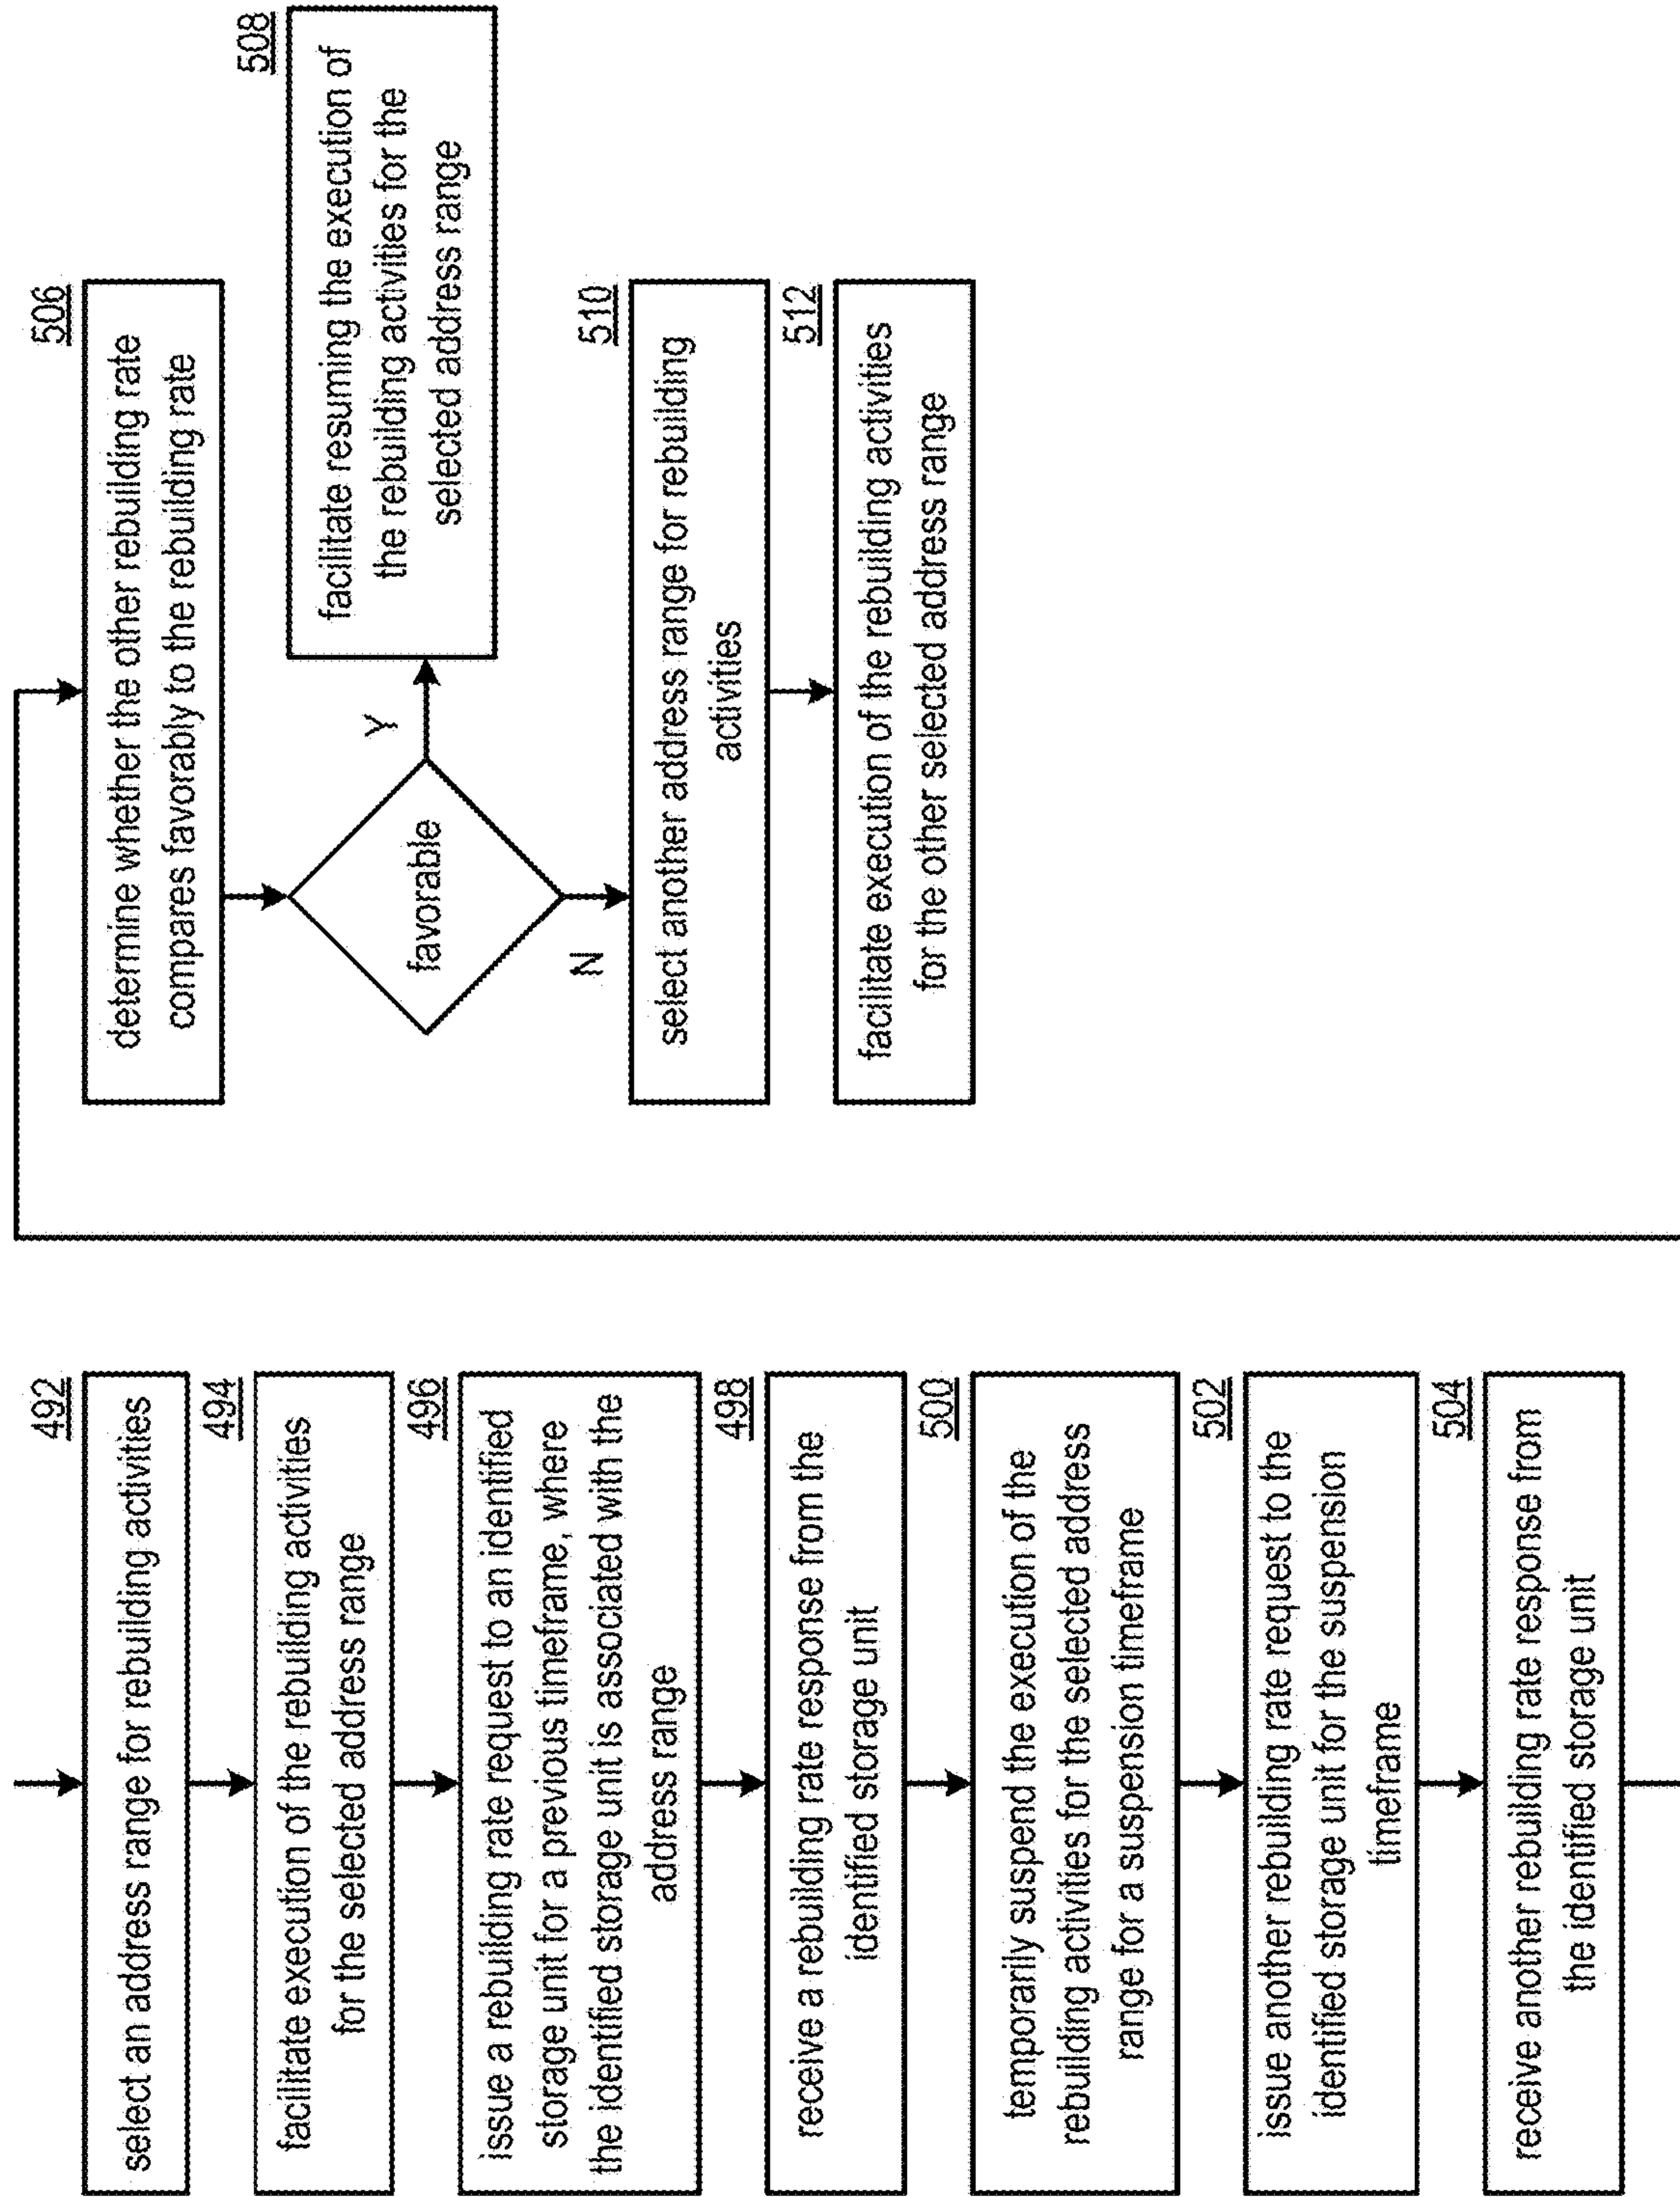 492
select an address range for rebuilding activities
494
facilitate execution of the rebuilding activities
for the selected address range
496
issue a rebuilding rate request to an identified
storage unit for a previous timeframe, where
the identified storage unit is associated with the
address range
498
receive a rebuilding rate response from the
identified storage unit
500
temporarily suspend the execution of the
rebuilding activities for the selected address
range for a suspension timeframe
502
issue another rebuilding rate request to the
identified storage unit for the suspension
timeframe
504
receive another rebuilding rate response from
the identified storage unit
506
determine whether the other rebuilding rate
compares favorably to the rebuilding rate
favorable
Y
N
508
facilitate resuming the execution of
the rebuilding activities for the
selected address range
510
select another address range for rebuilding
activities
512
facilitate execution of the rebuilding activities
for the other selected address range